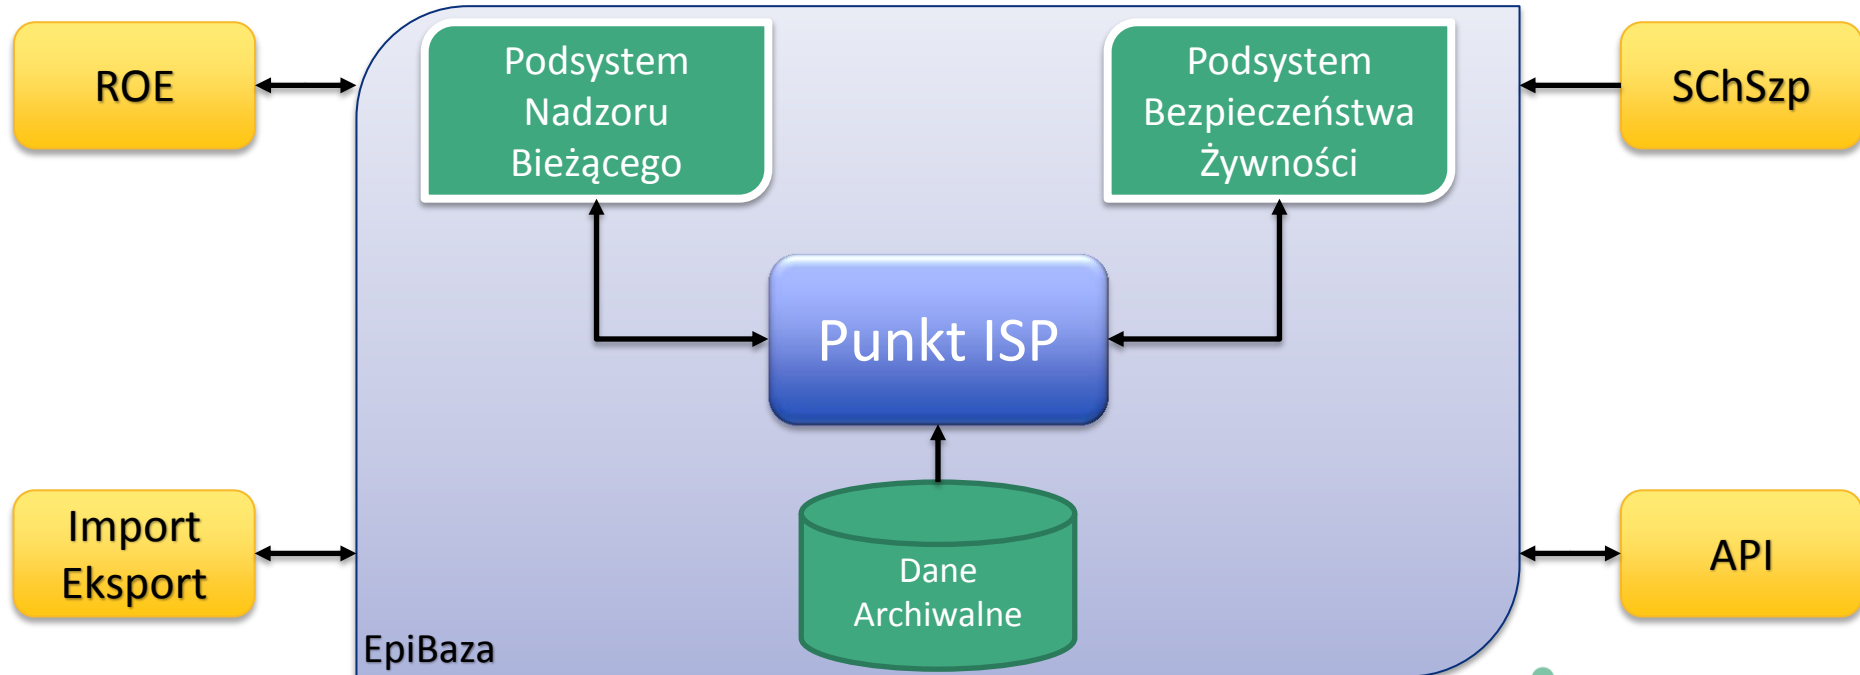 ROE
Podsystem
Nadzoru
Bieżącego
Podsystem
Bezpieczeństwa
Żywności
SChSzp
Punkt ISP
Import
Eksport
Dane
Archiwalne
API
EpiBaza